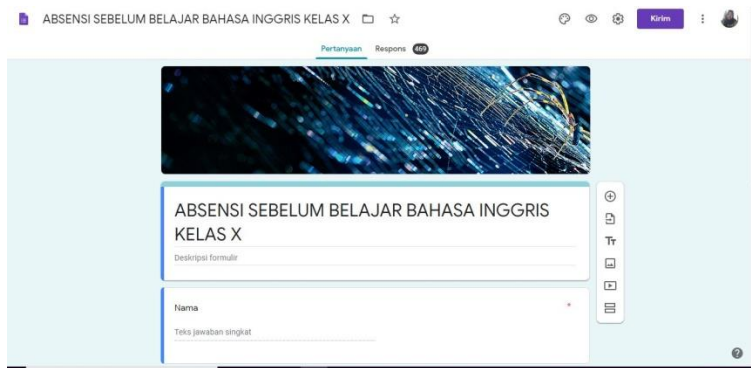 ABSENSI SEBELUM BELAJAR BAHASA INGGRIS KELAS X
Kirim
Pertanyaan Respons 469
ABSENSI SEBELUM BELAJAR BAHASA INGGRIS
KELAS X
Deskripsi formulir
Nama *
Teks jawaban singkat